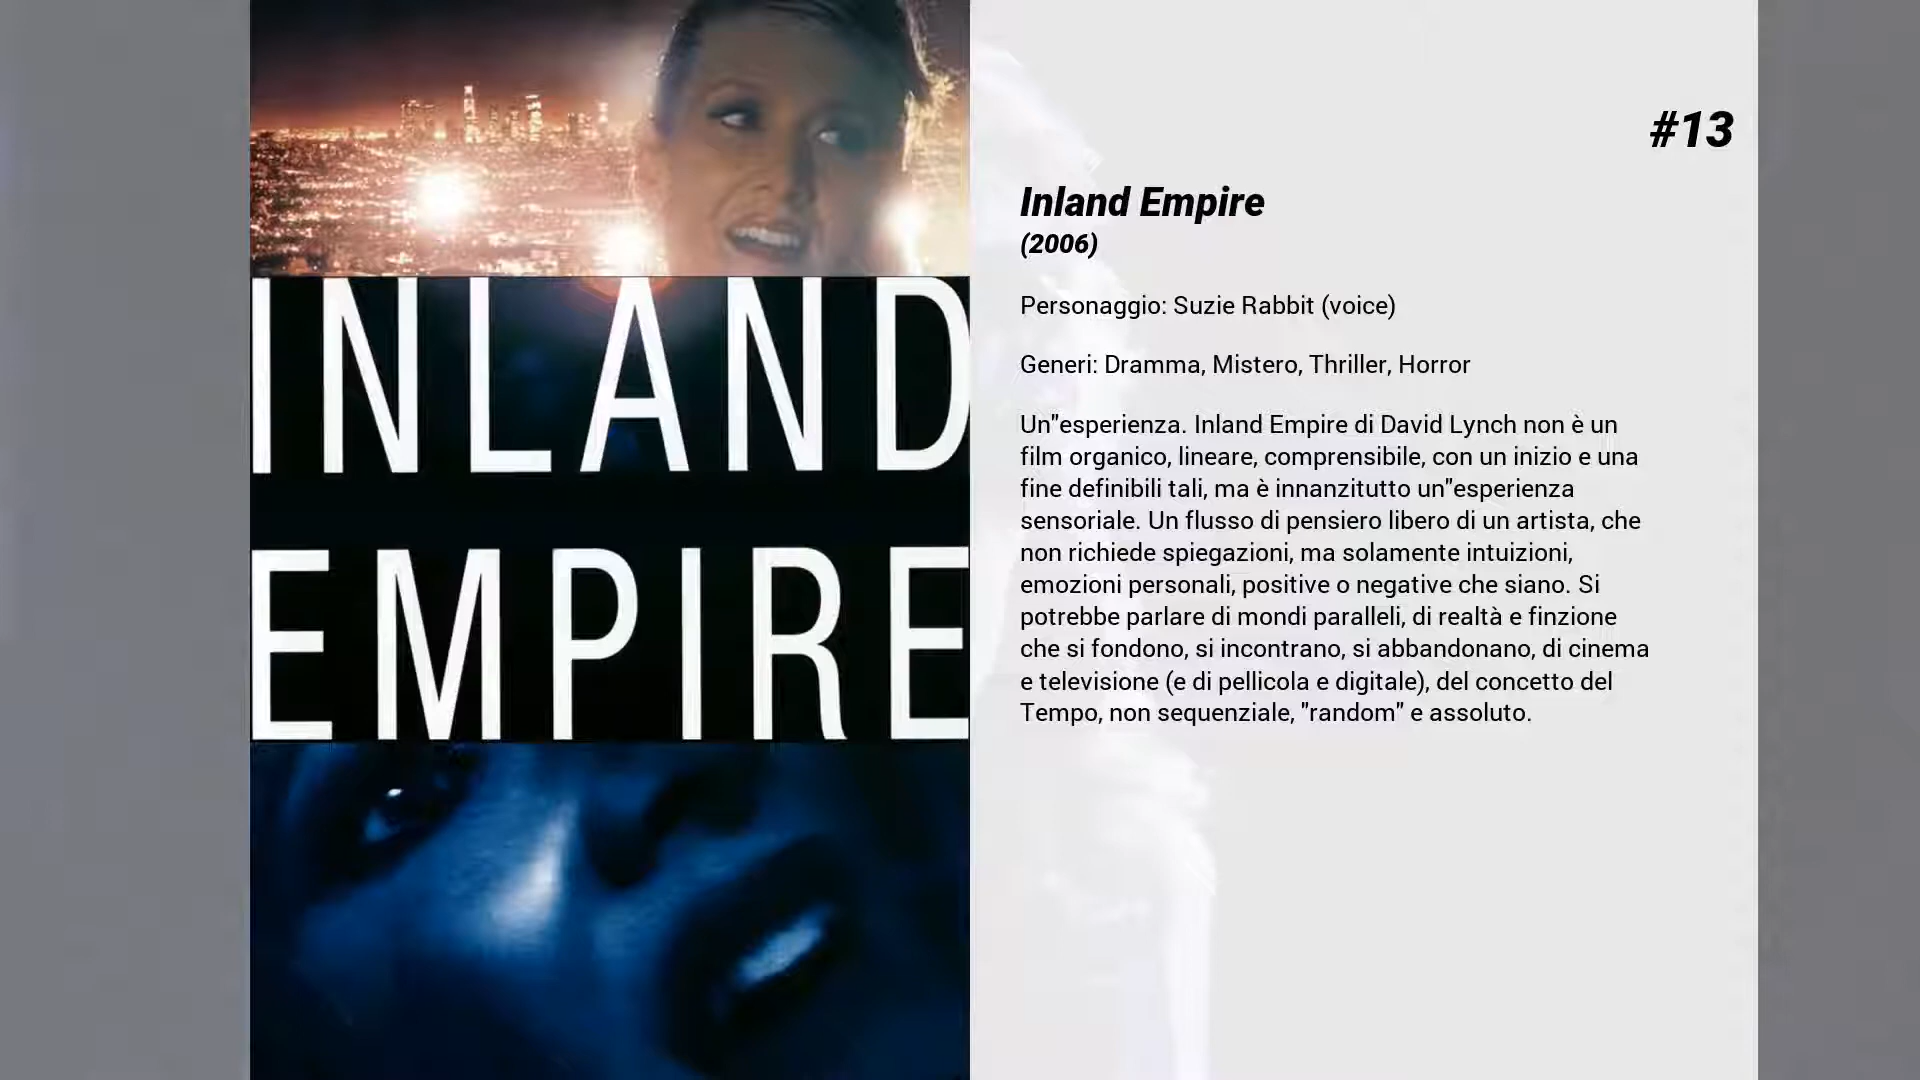 #13
Inland Empire
(2006)
Personaggio: Suzie Rabbit (voice)
Generi: Dramma, Mistero, Thriller, Horror
Un"esperienza. Inland Empire di David Lynch non è un
film organico, lineare, comprensibile, con un inizio e una
fine definibili tali, ma è innanzitutto un"esperienza
sensoriale. Un flusso di pensiero libero di un artista, che
non richiede spiegazioni, ma solamente intuizioni,
emozioni personali, positive o negative che siano. Si
potrebbe parlare di mondi paralleli, di realtà e finzione
che si fondono, si incontrano, si abbandonano, di cinema
e televisione (e di pellicola e digitale), del concetto del
Tempo, non sequenziale, "random" e assoluto.
INLAND
EMPIRE